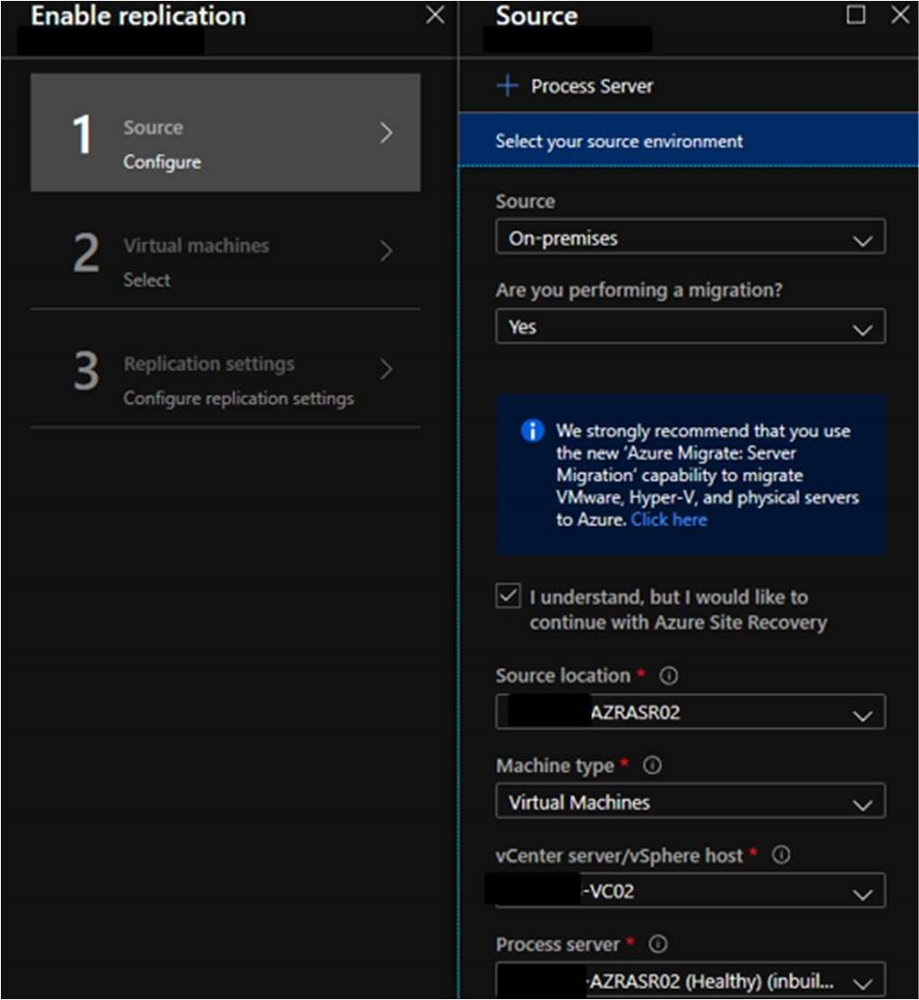 Enable replication
1
Source
Configure
2
Virtual machines
Select
3
Replication settings
Configure replication settings
Source
Process Server
Select your source environment
Source
On-premises
Are you performing a migration?
Yes
We strongly recommend that you use
the new 'Azure Migrate: Server
Migration' capability to migrate
VMware, Hyper-V, and physical servers
to Azure. Click here
I understand, but I would like to
continue with Azure Site Recovery
Source location *
AZRASR02
Machine type *
Virtual Machines
vCenter server/vSphere host *
-VC02
Process server *
-AZRASR02 (Healthy) (inbuil...